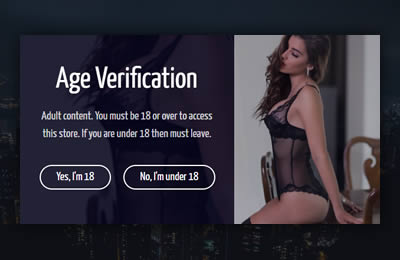 Age Verification
Adult content. You must be 18 or over to access
this store. If you are under 18 then must leave.
Yes, I'm 18
No, I'm under 18